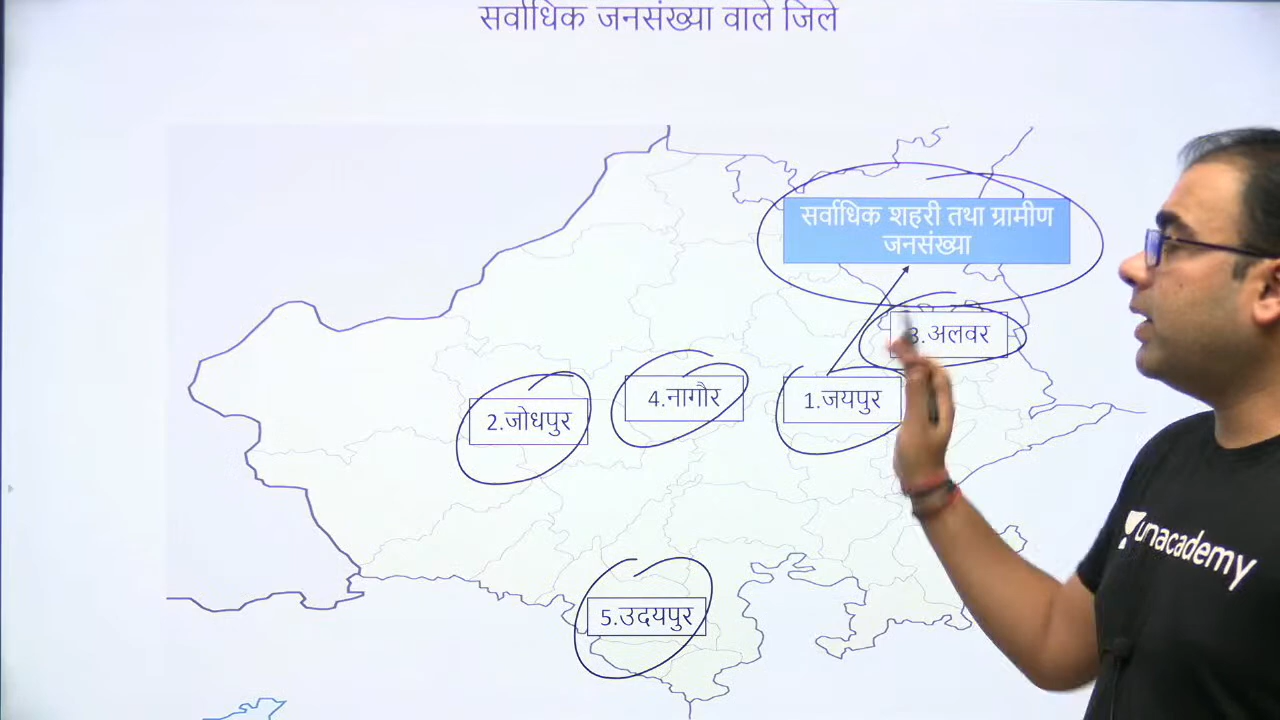 सर्वाधिक जनसंख्या वाले जिले
सर्वाधिक शहरी तथा ग्रामीण
जनसंख्या
3.अलवर
4.नागौर
1.जयपुर
2.जोधपुर
unacademy
5.उदयपुर